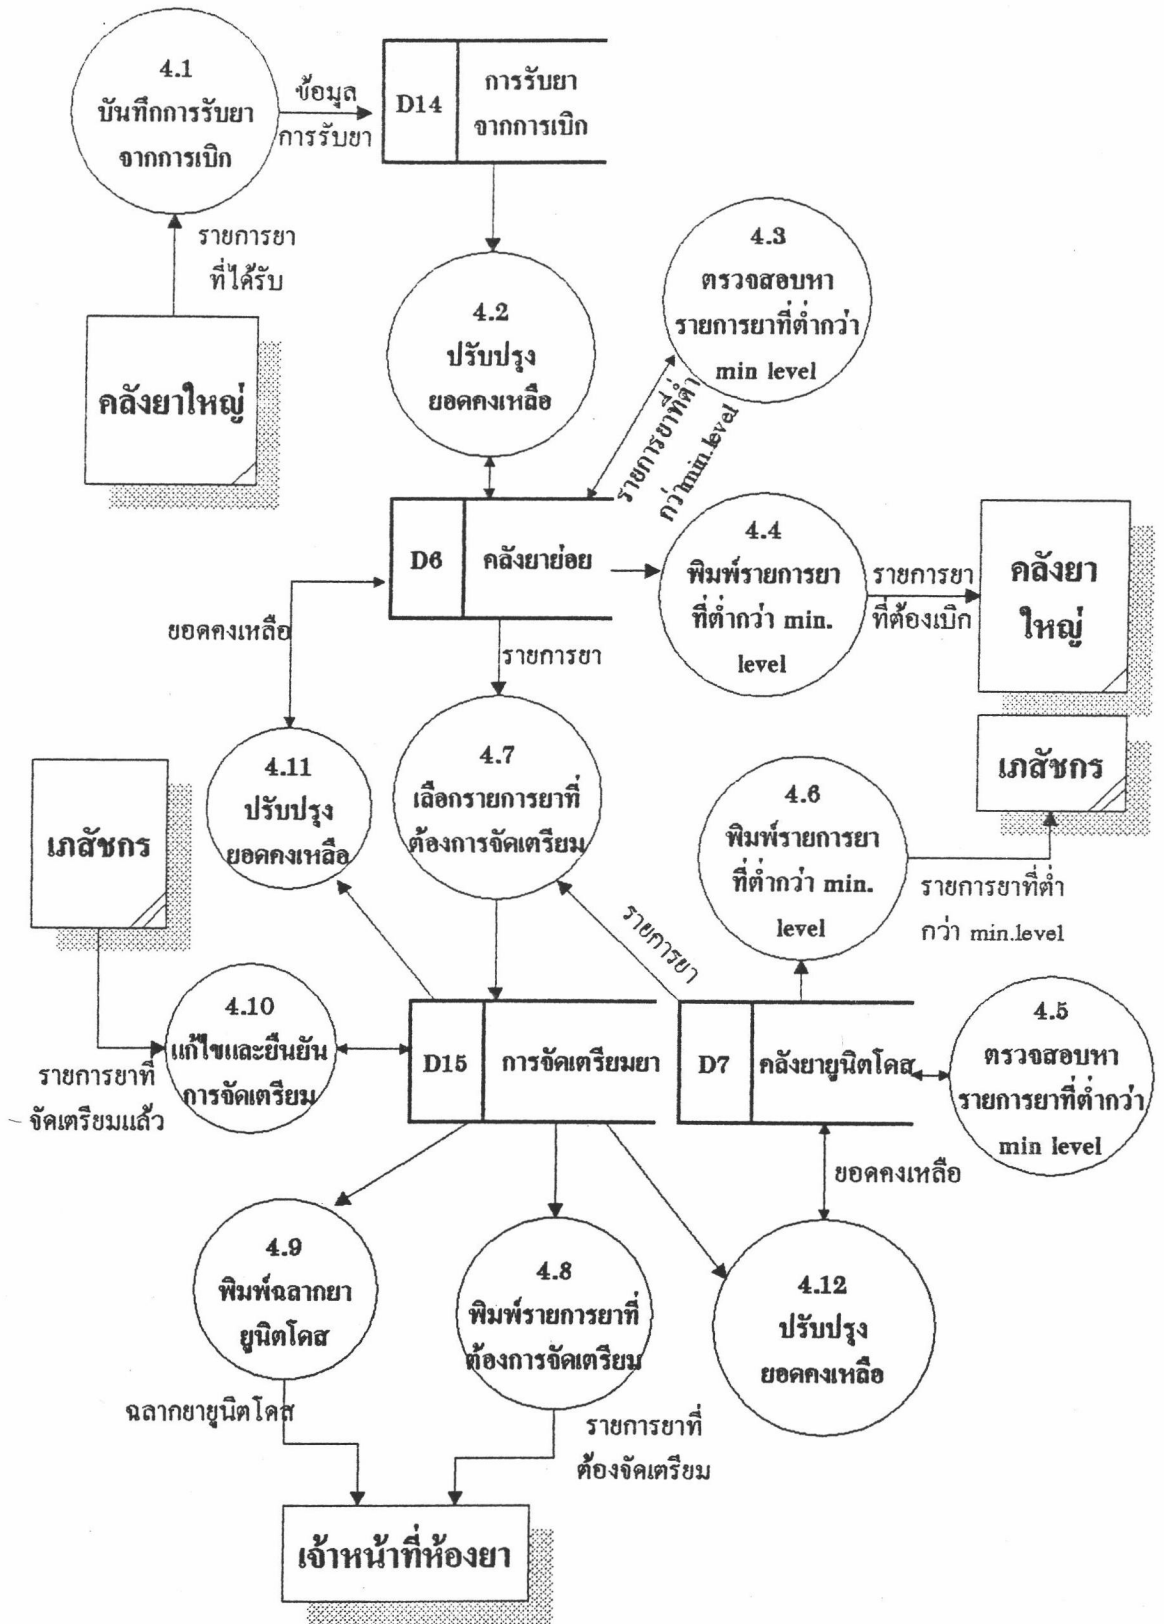 4.1
บันทึกการรับยา
จากการเบิก
ข้อมูล
การรับยา
D14
การรับยา
จากการเบิก
รายการยา
ที่ได้รับ
คลังยาใหญ่
4.2
ปรับปรุง
ยอดคงเหลือ
4.3
ตรวจสอบหา
รายการยาที่ต่ำกว่า
min level
รายการยาที่ต่ำ
กว่าmin.level
D6
คลังยาย่อย
4.4
พิมพ์รายการยา
ที่ต่ำกว่า min.
level
รายการยา
ที่ต้องเบิก
คลังยา
ใหญ่
ยอดคงเหลือ
รายการยา
4.11
ปรับปรุง
ยอดคงเหลือ
4.7
เลือกรายการยาที่
ต้องการจัดเตรียม
4.6
พิมพ์รายการยา
ที่ต่ำกว่า min.
level
เภสัชกร
รายการยาที่ต่ำ
กว่า min.level
เภสัชกร
รายการยา
4.10
แก้ไขและยืนยัน
การจัดเตรียม
รายการยาที่
จัดเตรียมแล้ว
D15
การจัดเตรียมยา
D7
คลังยายูนิตโดส
4.5
ตรวจสอบหา
รายการยาที่ต่ำกว่า
min level
ยอดคงเหลือ
4.9
พิมพ์ฉลากยา
ยูนิตโดส
4.8
พิมพ์รายการยาที่
ต้องการจัดเตรียม
4.12
ปรับปรุง
ยอดคงเหลือ
ฉลากยายูนิตโดส
รายการยาที่
ต้องจัดเตรียม
เจ้าหน้าที่ห้องยา